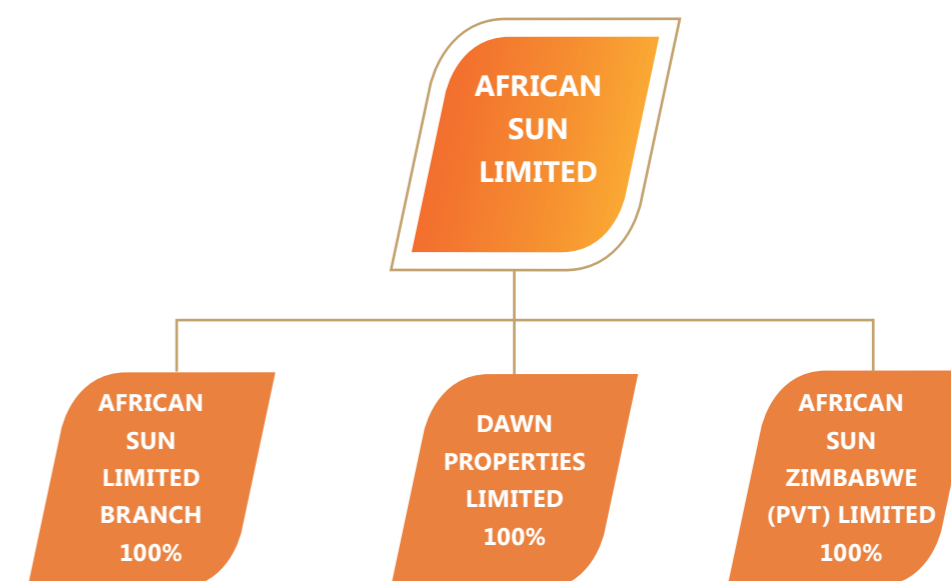 AFRICAN
SUN
LIMITED
AFRICAN
SUN
LIMITED
BRANCH
100%
DAWN
PROPERTIES
LIMITED
100%
AFRICAN
SUN
ZIMBABWE
(PVT) LIMITED
100%